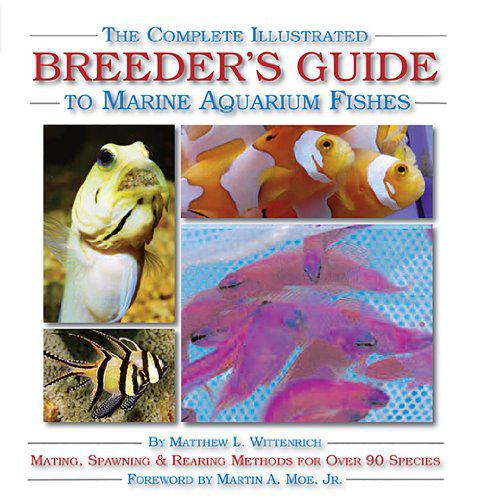 The Complete Illustrated
Breeder's Guide
to Marine Aquarium Fishes
By Matthew L. Wittenrich
Mating, Spawning & Rearing Methods for Over 90 Species
Foreword by Martin A. Moe, Jr.